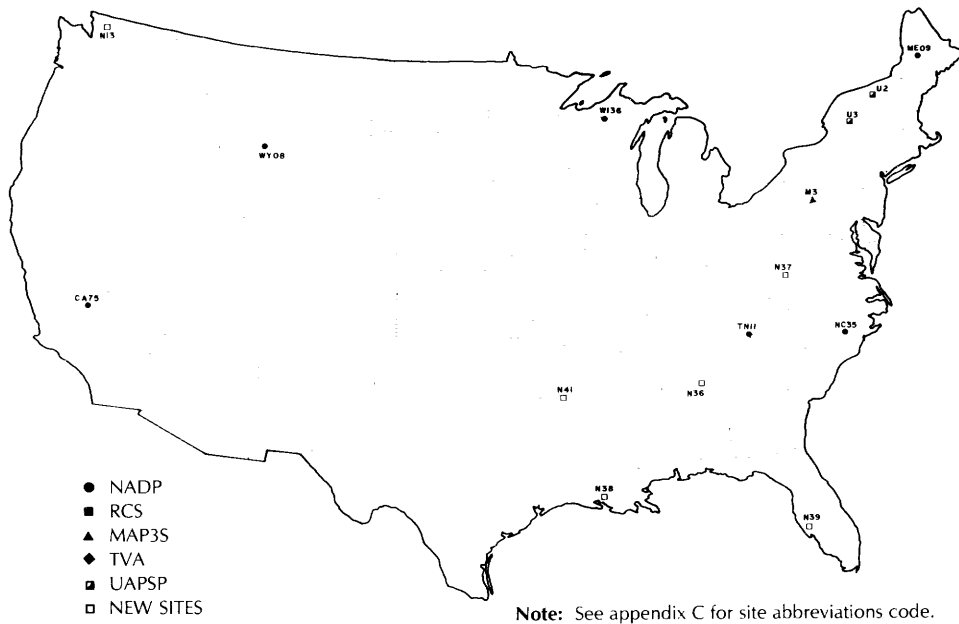 N13
ME09
U2
U3
WI36
WY08
M3
N37
CA75
TN11
NC35
N41
N36
N38
N39
NADP
RCS
MAP3S
TVA
UAPSP
NEW SITES
Note: See appendix C for site abbreviations code.